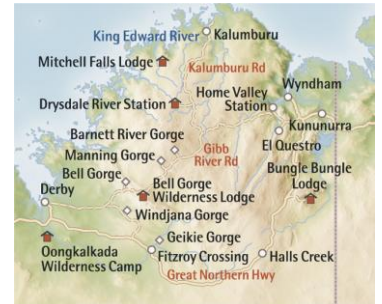 King Edward River
Kalumburu
Mitchell Falls Lodge
Kalumburu Rd
Wyndham
Home Valley
Station
Drysdale River Station
Kununurra
Barnett River Gorge
El Questro
Manning Gorge
Gibb
River Rd
Bell Gorge
Bungle Bungle
Lodge
Derby
Bell Gorge
Wilderness Lodge
Windjana Gorge
Oongkalkada
Wilderness Camp
Geikie Gorge
Fitzroy Crossing
Halls Creek
Great Northern Hwy